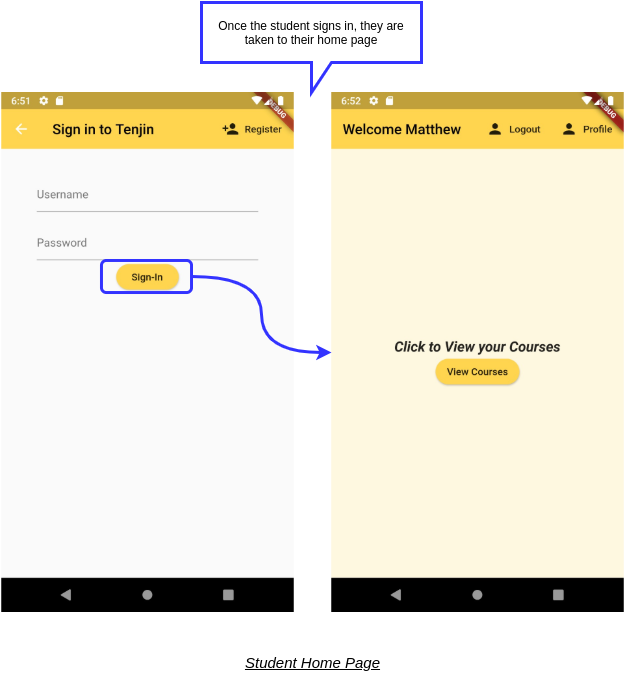 Once the student signs in, they are
taken to their home page
6:51
DEBUG
Sign in to Tenjin
Register
Username
Password
Sign-In
6:52
DEBUG
Welcome Matthew
Logout
Profile
Click to View your Courses
View Courses
Student Home Page